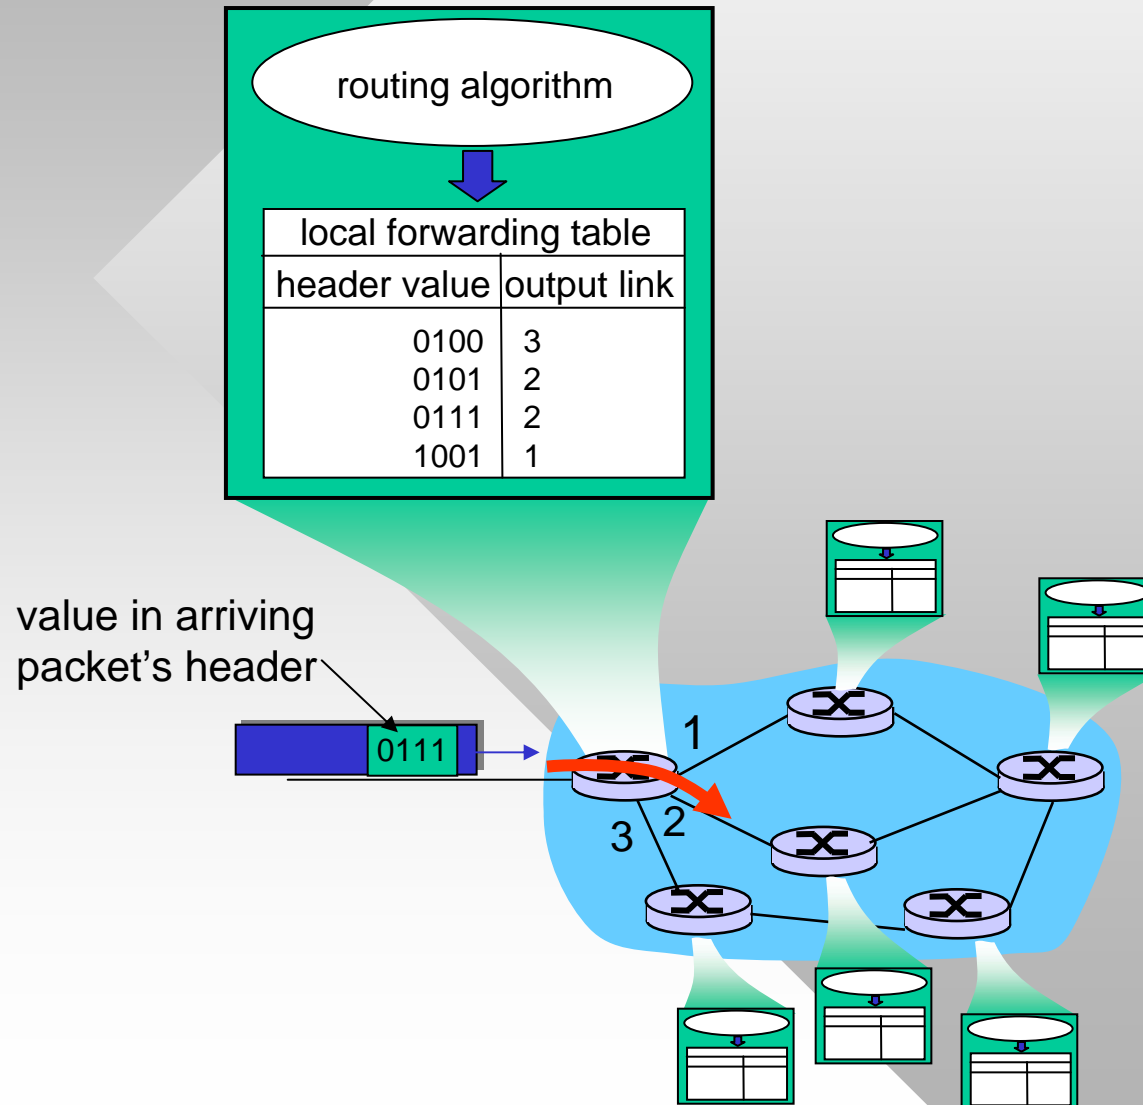 routing algorithm
local forwarding table
header value output link
0100 3
0101 2
0111 2
1001 1
value in arriving
packet's header
0111
1
2
3